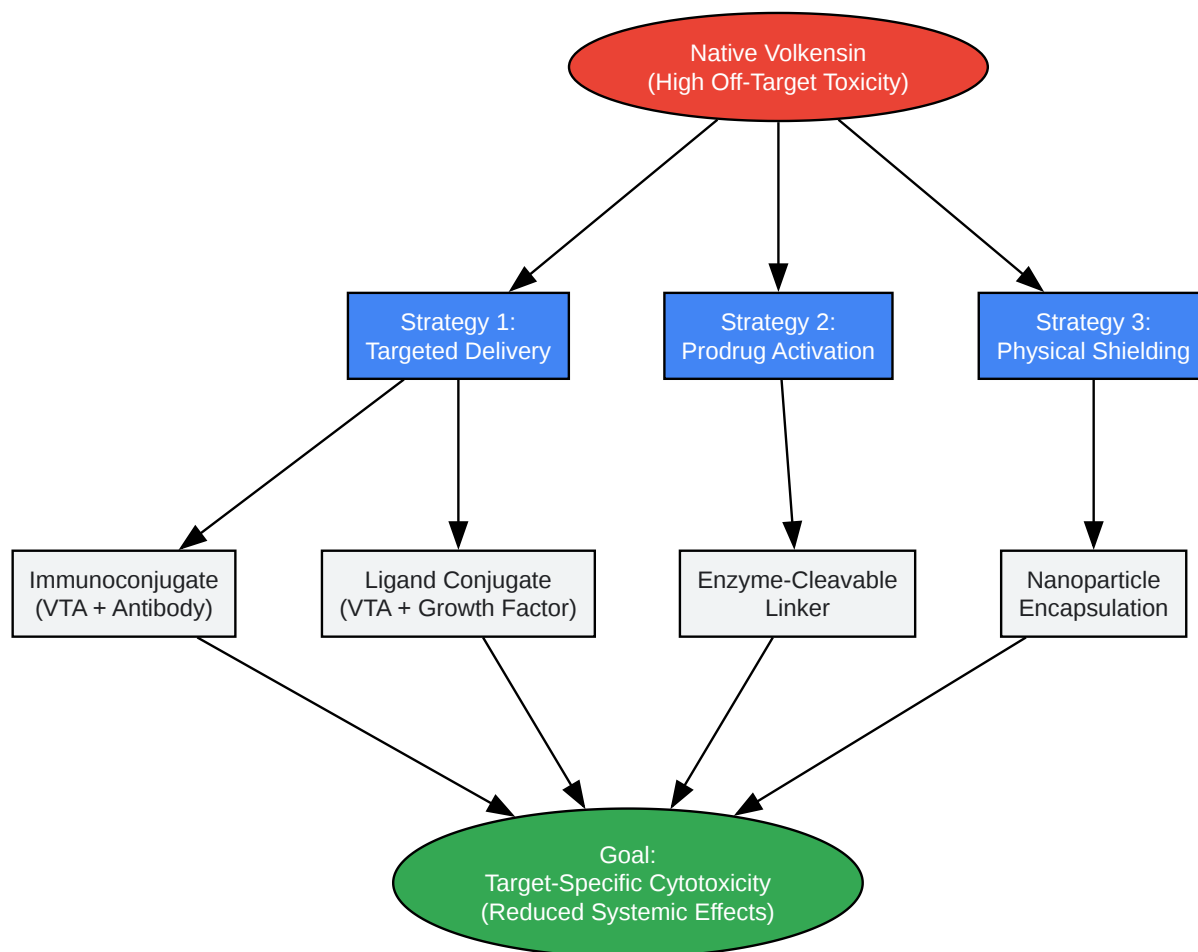 Native Volkensin
(High Off-Target Toxicity)
Strategy 1:
Targeted Delivery
Strategy 2:
Prodrug Activation
Strategy 3:
Physical Shielding
Immunoconjugate
(VTA + Antibody)
Ligand Conjugate
(VTA + Growth Factor)
Enzyme-Cleavable
Linker
Nanoparticle
Encapsulation
Goal:
Target-Specific Cytotoxicity
(Reduced Systemic Effects)